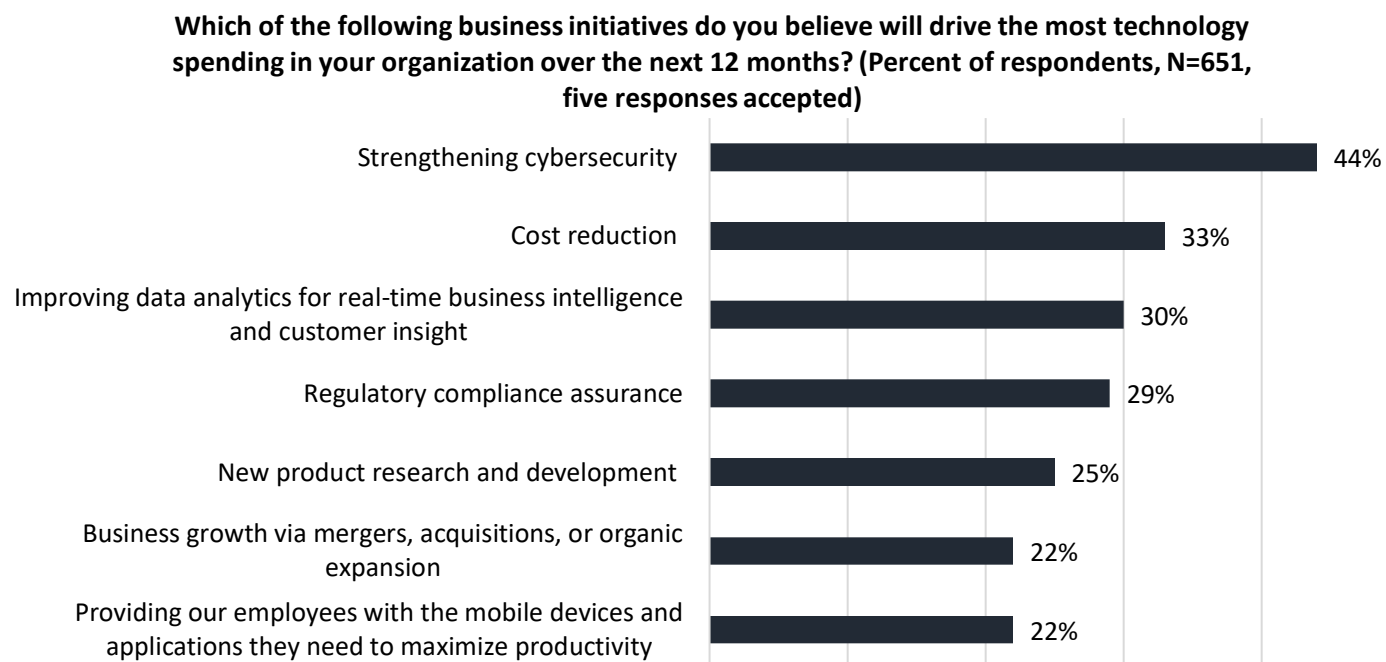 Which of the following business initiatives do you believe will drive the most technology
spending in your organization over the next 12 months? (Percent of respondents, N=651,
five responses accepted)
Strengthening cybersecurity
44%
Cost reduction
33%
Improving data analytics for real-time business intelligence
and customer insight
30%
Regulatory compliance assurance
29%
New product research and development
25%
Business growth via mergers, acquisitions, or organic
expansion
22%
Providing our employees with the mobile devices and
applications they need to maximize productivity
22%